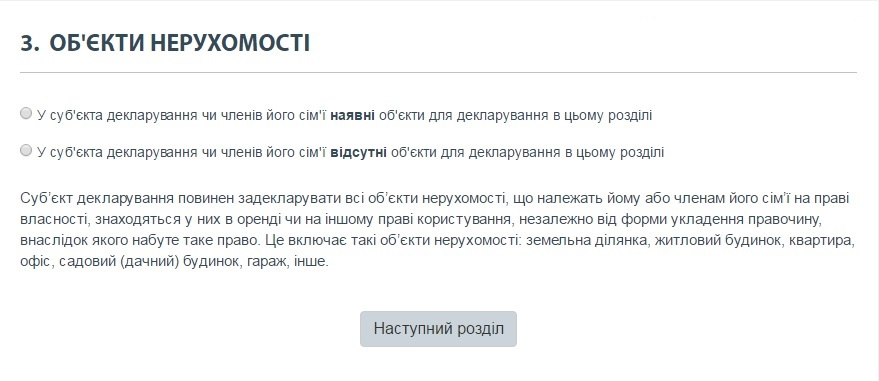 3. ОБ'ЄКТИ НЕРУХОМОСТІ
У суб'єкта декларування чи членів його сім'ї наявні об'єкти для декларування в цьому розділі
У суб'єкта декларування чи членів його сім'ї відсутні об'єкти для декларування в цьому розділі
Суб’єкт декларування повинен задекларувати всі об’єкти нерухомості, що належать йому або членам його сім’ї на праві
власності, знаходяться у них в оренді чи на іншому праві користування, незалежно від форми укладення правочину,
внаслідок якого набуте таке право. Це включає такі об’єкти нерухомості: земельна ділянка, житловий будинок, квартира,
офіс, садовий (дачний) будинок, гараж, інше.
Наступний розділ